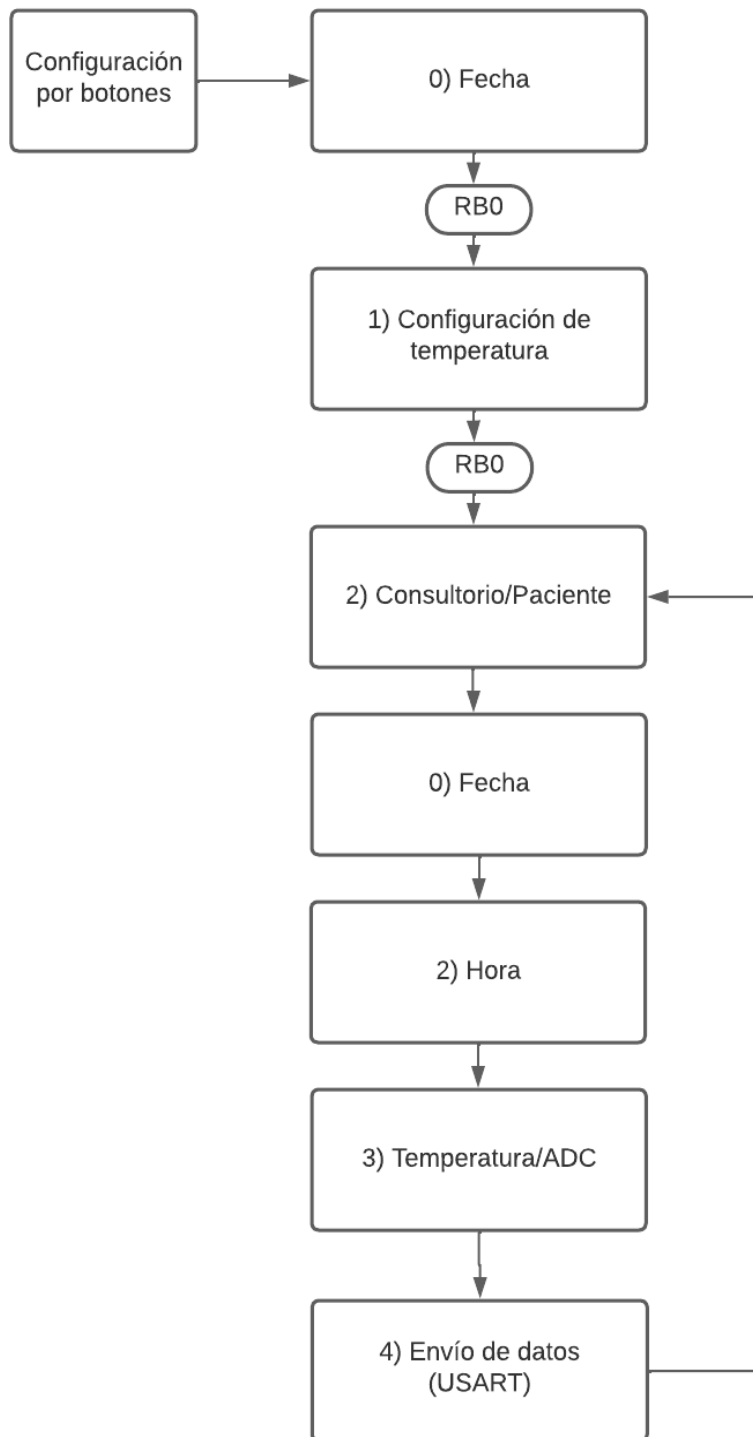 Configuración
por botones
0) Fecha
RB0
1) Configuración de
temperatura
RB0
2) Consultorio/Paciente
0) Fecha
2) Hora
3) Temperatura/ADC
4) Envío de datos
(USART)